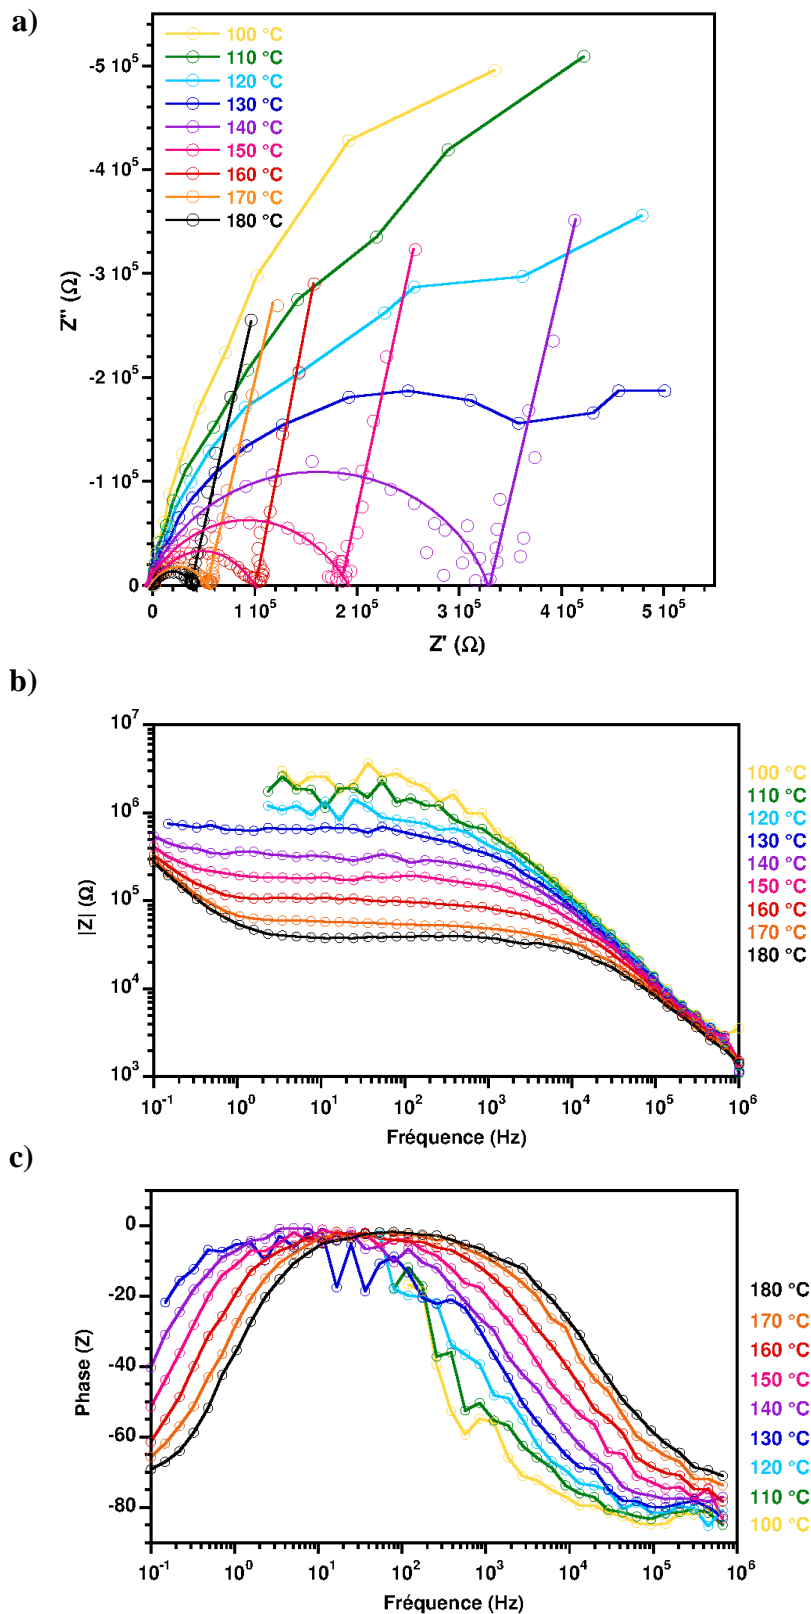 a)
100 °C
110 °C
120 °C
130 °C
140 °C
150 °C
160 °C
170 °C
180 °C
-5 10⁵
-4 10⁵
-3 10⁵
-2 10⁵
-1 10⁵
0
Z'' (Ω)
0
1 10⁵
2 10⁵
3 10⁵
4 10⁵
5 10⁵
Z' (Ω)
b)
10⁷
10⁶
10⁵
10⁴
10³
|Z| (Ω)
10⁻¹
10⁰
10¹
10²
10³
10⁴
10⁵
10⁶
Fréquence (Hz)
100 °C
110 °C
120 °C
130 °C
140 °C
150 °C
160 °C
170 °C
180 °C
c)
0
-20
-40
-60
-80
Phase (Z)
10⁻¹
10⁰
10¹
10²
10³
10⁴
10⁵
10⁶
Fréquence (Hz)
180 °C
170 °C
160 °C
150 °C
140 °C
130 °C
120 °C
110 °C
100 °C